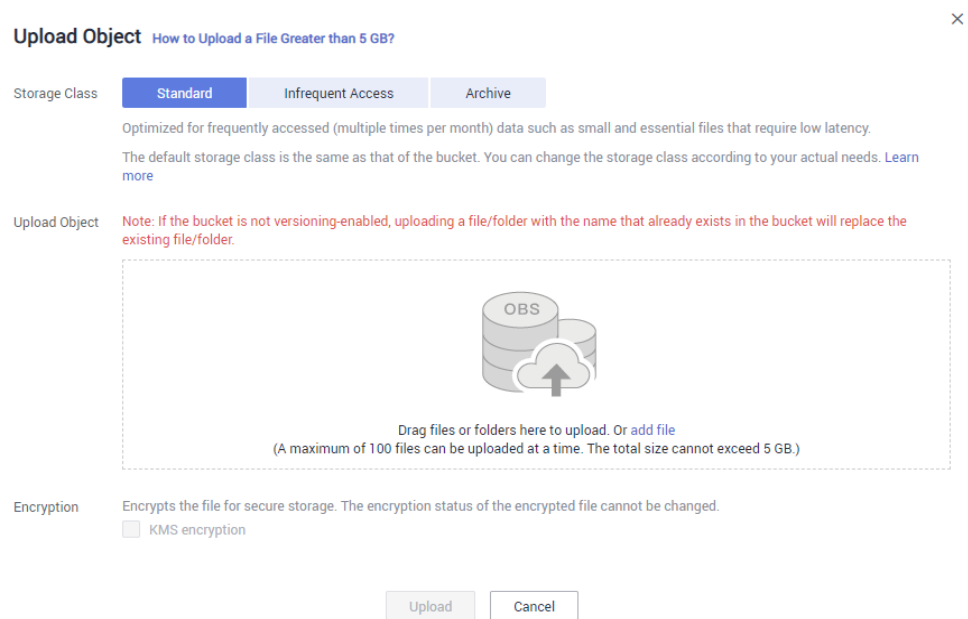 ×
Upload Object How to Upload a File Greater than 5 GB?
Storage Class Standard Infrequent Access Archive
Optimized for frequently accessed (multiple times per month) data such as small and essential files that require low latency.
The default storage class is the same as that of the bucket. You can change the storage class according to your actual needs. Learn
more
Upload Object Note: If the bucket is not versioning-enabled, uploading a file/folder with the name that already exists in the bucket will replace the
existing file/folder.
OBS
Drag files or folders here to upload. Or add file
(A maximum of 100 files can be uploaded at a time. The total size cannot exceed 5 GB.)
Encryption Encrypts the file for secure storage. The encryption status of the encrypted file cannot be changed.
KMS encryption
Upload Cancel